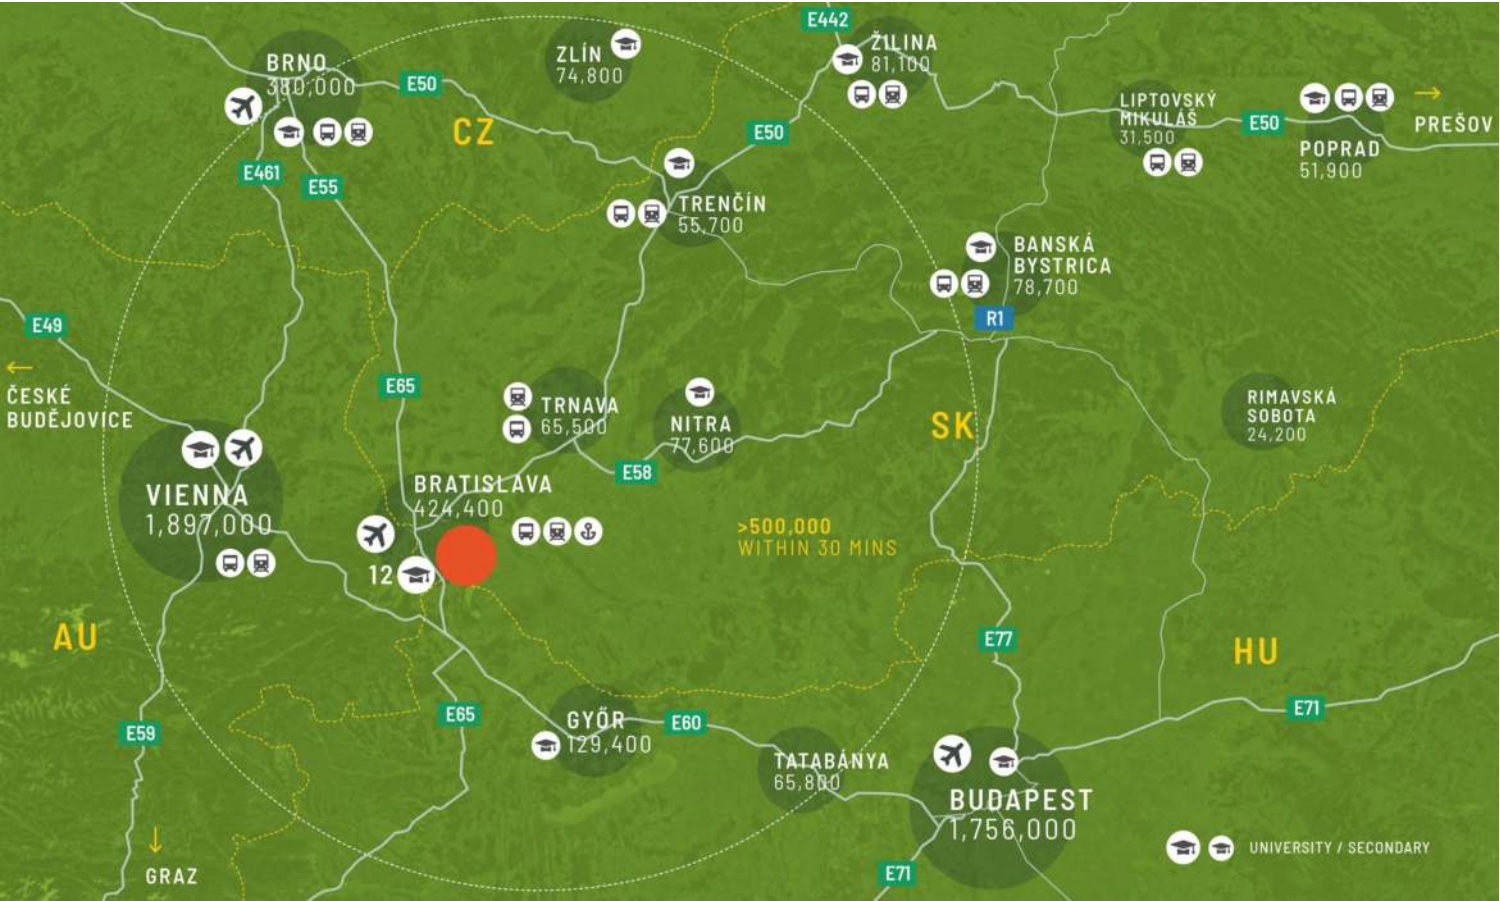 E442
ZLÍN
74,800
ŽILINA
81,100
BRNO
380,000
E50
CZ
E50
LIPTOVSKÝ
MIKULÁŠ
31,500
E50
PREŠOV
POPRAD
51,900
E461
E55
TRENČÍN
55,700
BANSKÁ
BYSTRICA
78,700
R1
E49
ČESKÉ
BUDĚJOVICE
E65
TRNAVA
65,500
NITRA
77,600
SK
RIMAVSKÁ
SOBOTA
24,200
E58
VIENNA
1,897,000
BRATISLAVA
424,400
>500,000
WITHIN 30 MINS
12
AU
E77
HU
E59
E65
GYŐR
129,400
E60
E71
TATABÁNYA
65,800
BUDAPEST
1,756,000
GRAZ
E71
UNIVERSITY / SECONDARY